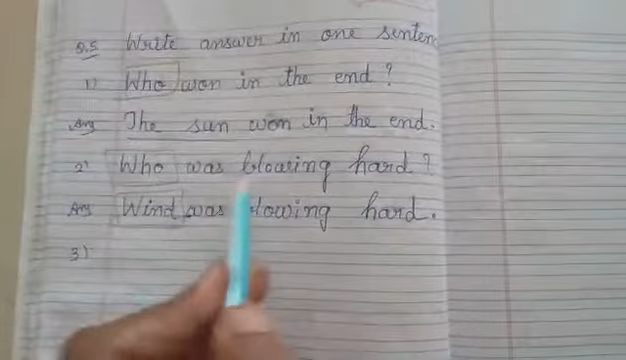 Q.5 Write answer in one senten
1) Who won in the end ?
Ans The sun won in the end.
2) Who was blowing hard ?
Ans Wind was blowing hard.
3)